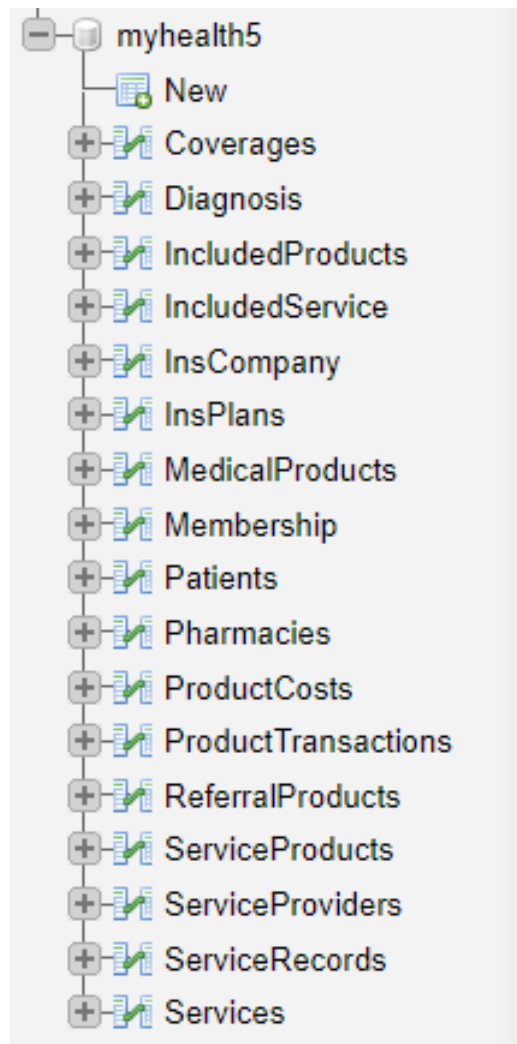 myhealth5
New
Coverages
Diagnosis
IncludedProducts
IncludedService
InsCompany
InsPlans
MedicalProducts
Membership
Patients
Pharmacies
ProductCosts
ProductTransactions
ReferralProducts
ServiceProducts
ServiceProviders
ServiceRecords
Services